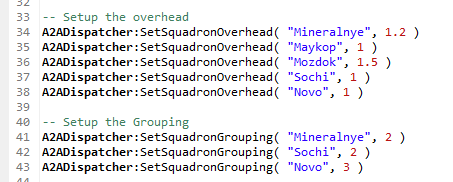 32
33 -- Setup the overhead
34 A2ADispatcher:SetSquadronOverhead( "Mineralnye", 1.2 )
35 A2ADispatcher:SetSquadronOverhead( "Maykop", 1 )
36 A2ADispatcher:SetSquadronOverhead( "Mozdok", 1.5 )
37 A2ADispatcher:SetSquadronOverhead( "Sochi", 1 )
38 A2ADispatcher:SetSquadronOverhead( "Novo", 1 )
39
40 -- Setup the Grouping
41 A2ADispatcher:SetSquadronGrouping( "Mineralnye", 2 )
42 A2ADispatcher:SetSquadronGrouping( "Sochi", 2 )
43 A2ADispatcher:SetSquadronGrouping( "Novo", 3 )
44